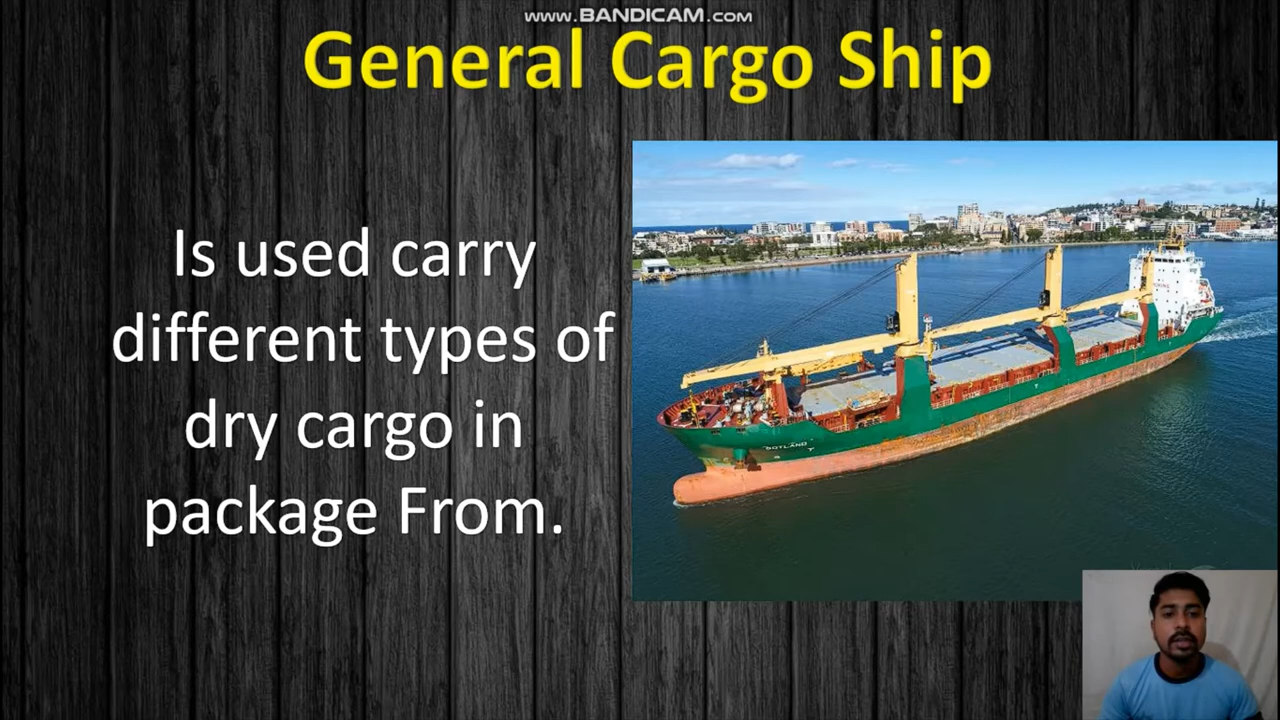 www.BANDICAM.com
General Cargo Ship
Is used carry
different types of
dry cargo in
package From.